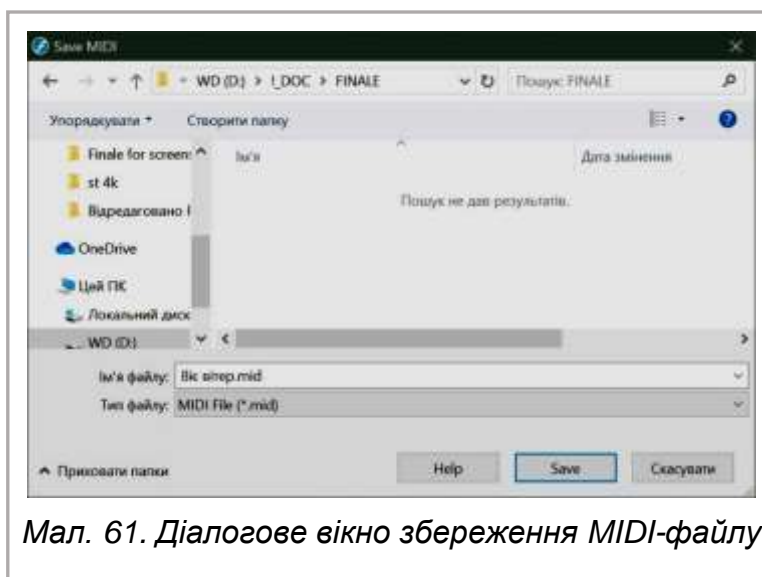 Save MIDI
WD (D:) > !_DOC > FINALE
Пошук: FINALE
Упорядкувати
Створити папку
Finale for screen
Ім'я
Дата змінення
st 4k
Пошук не дав результатів.
Відредаговано
OneDrive
Цей ПК
Локальний диск
WD (D:)
Ім'я файлу: Віє вітер.mid
Тип файлу: MIDI File (*.mid)
Приховати папки
Help
Save
Скасувати
Мал. 61. Діалогове вікно збереження MIDI-файлу